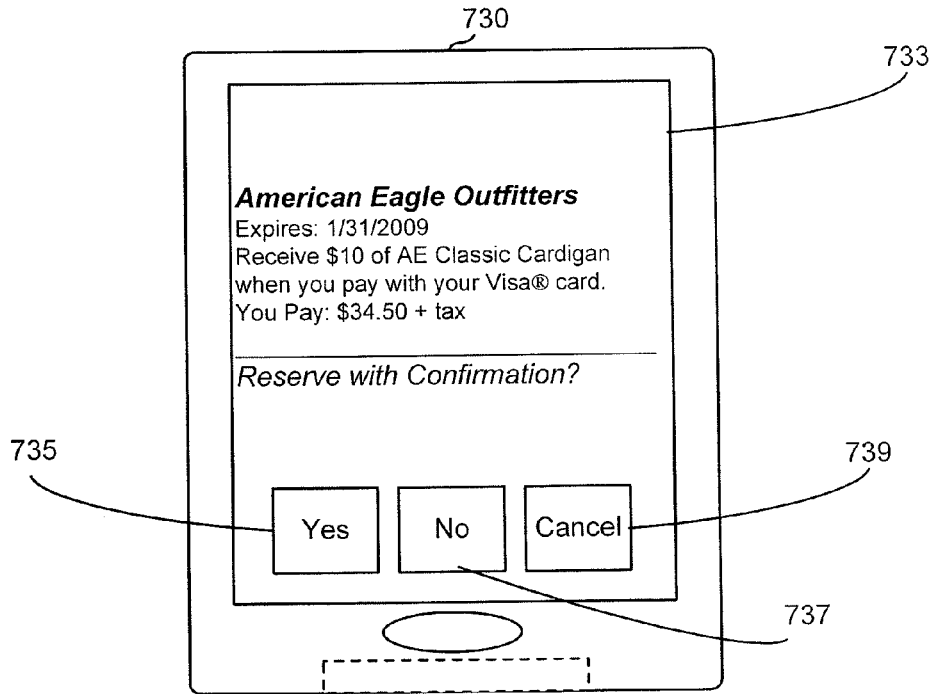 730
733
American Eagle Outfitters
Expires: 1/31/2009
Receive $10 of AE Classic Cardigan
when you pay with your Visa® card.
You Pay: $34.50 + tax
Reserve with Confirmation?
735
739
Yes No Cancel
737